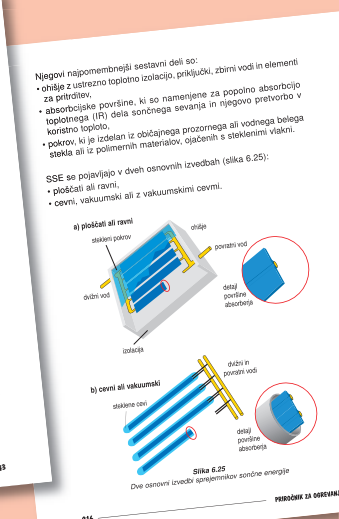 Njegovi najpomembnejši sestavni deli so:
• ohišje z ustrezno toplotno izolacijo, priključki, zbirni vodi in elementi
za pritrditev,
• absorbcijske površine, ki so namenjene za popolno absorbcijo
toplotnega (IR) dela sončnega sevanja in njegovo pretvorbo v
koristno toploto,
• pokrov, ki je izdelan iz običajnega prozornega ali vodnega belega
stekla ali iz polimernih materialov, ojačenih s steklenimi vlakni.
SSE se pojavljajo v dveh osnovnih izvedbah (slika 6.25):
• ploščati ali ravni,
• cevni, vakuumski ali z vakuumskimi cevmi.
a) ploščati ali ravni
stekleni pokrov
ohišje
povratni vod
dvižni vod
detajl
površine
absorberja
izolacija
b) cevni ali vakuumski
dvižni in
povratni vodi
steklene cevi
detajl
površine
absorberja
Slika 6.25
Dve osnovni izvedbi sprejemnikov sončne energije
PRIROČNIK ZA OGREVANJ